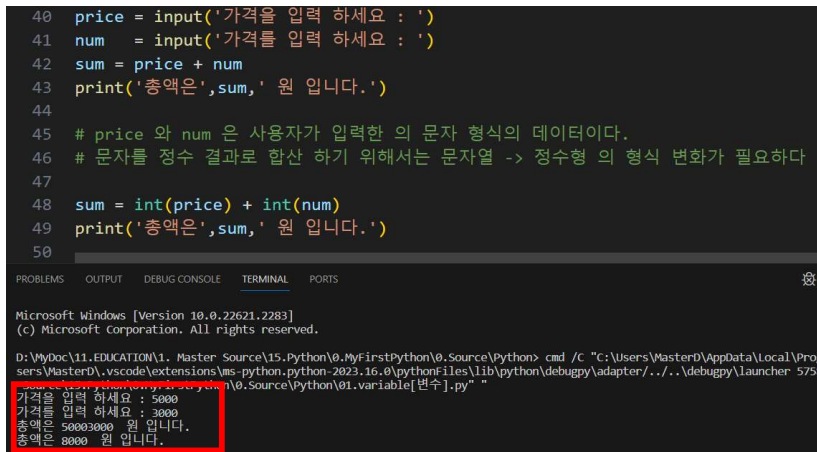 40 price = input('가격을 입력 하세요 : ')
41 num   = input('가격를 입력 하세요 : ')
42 sum = price + num
43 print('총액은',sum,' 원 입니다.')
44
45 # price 와 num 은 사용자가 입력한 의 문자 형식의 데이터이다.
46 # 문자를 정수 결과로 합산 하기 위해서는 문자열 -> 정수형 의 형식 변화가 필요하다
47
48 sum = int(price) + int(num)
49 print('총액은',sum,' 원 입니다.')
50
PROBLEMS OUTPUT DEBUG CONSOLE TERMINAL PORTS
Microsoft Windows [Version 10.0.22621.2283]
(c) Microsoft Corporation. All rights reserved.
D:\MyDoc\11.EDUCATION\1. Master Source\15.Python\0.MyFirstPython\0.Source\Python> cmd /C "C:\Users\MasterD\AppData\Local\Pro
sers\MasterD\.vscode\extensions\ms-python.python-2023.16.0\pythonFiles\lib\python\debugpy\adapter/../..\debugpy\launcher 575
\0.Source\Python\01.variable[변수].py" "
가격을 입력 하세요 : 5000
가격를 입력 하세요 : 3000
총액은 50003000  원 입니다.
총액은 8000  원 입니다.